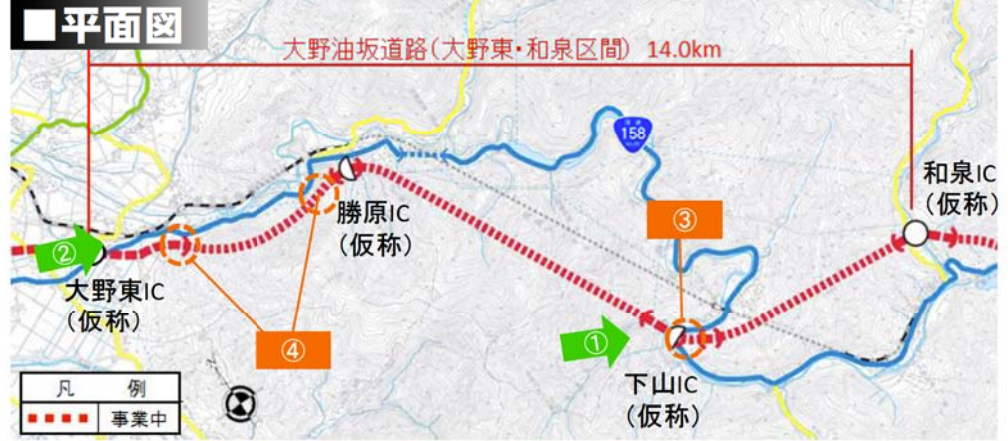 ■平面図
大野油坂道路(大野東・和泉区間) 14.0km
158
和泉IC
(仮称)
③
勝原IC
(仮称)
②
大野東IC
(仮称)
①
④
下山IC
(仮称)
凡 例
事業中